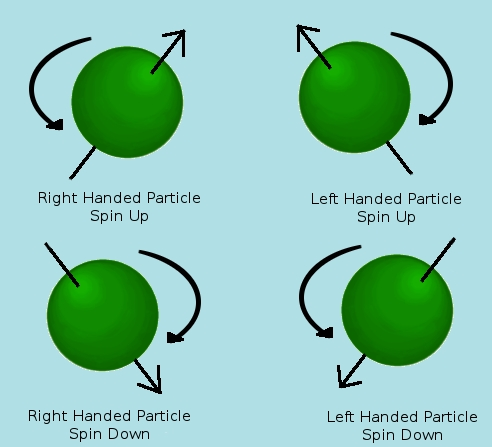 Right Handed Particle
Spin Up
Left Handed Particle
Spin Up
Right Handed Particle
Spin Down
Left Handed Particle
Spin Down